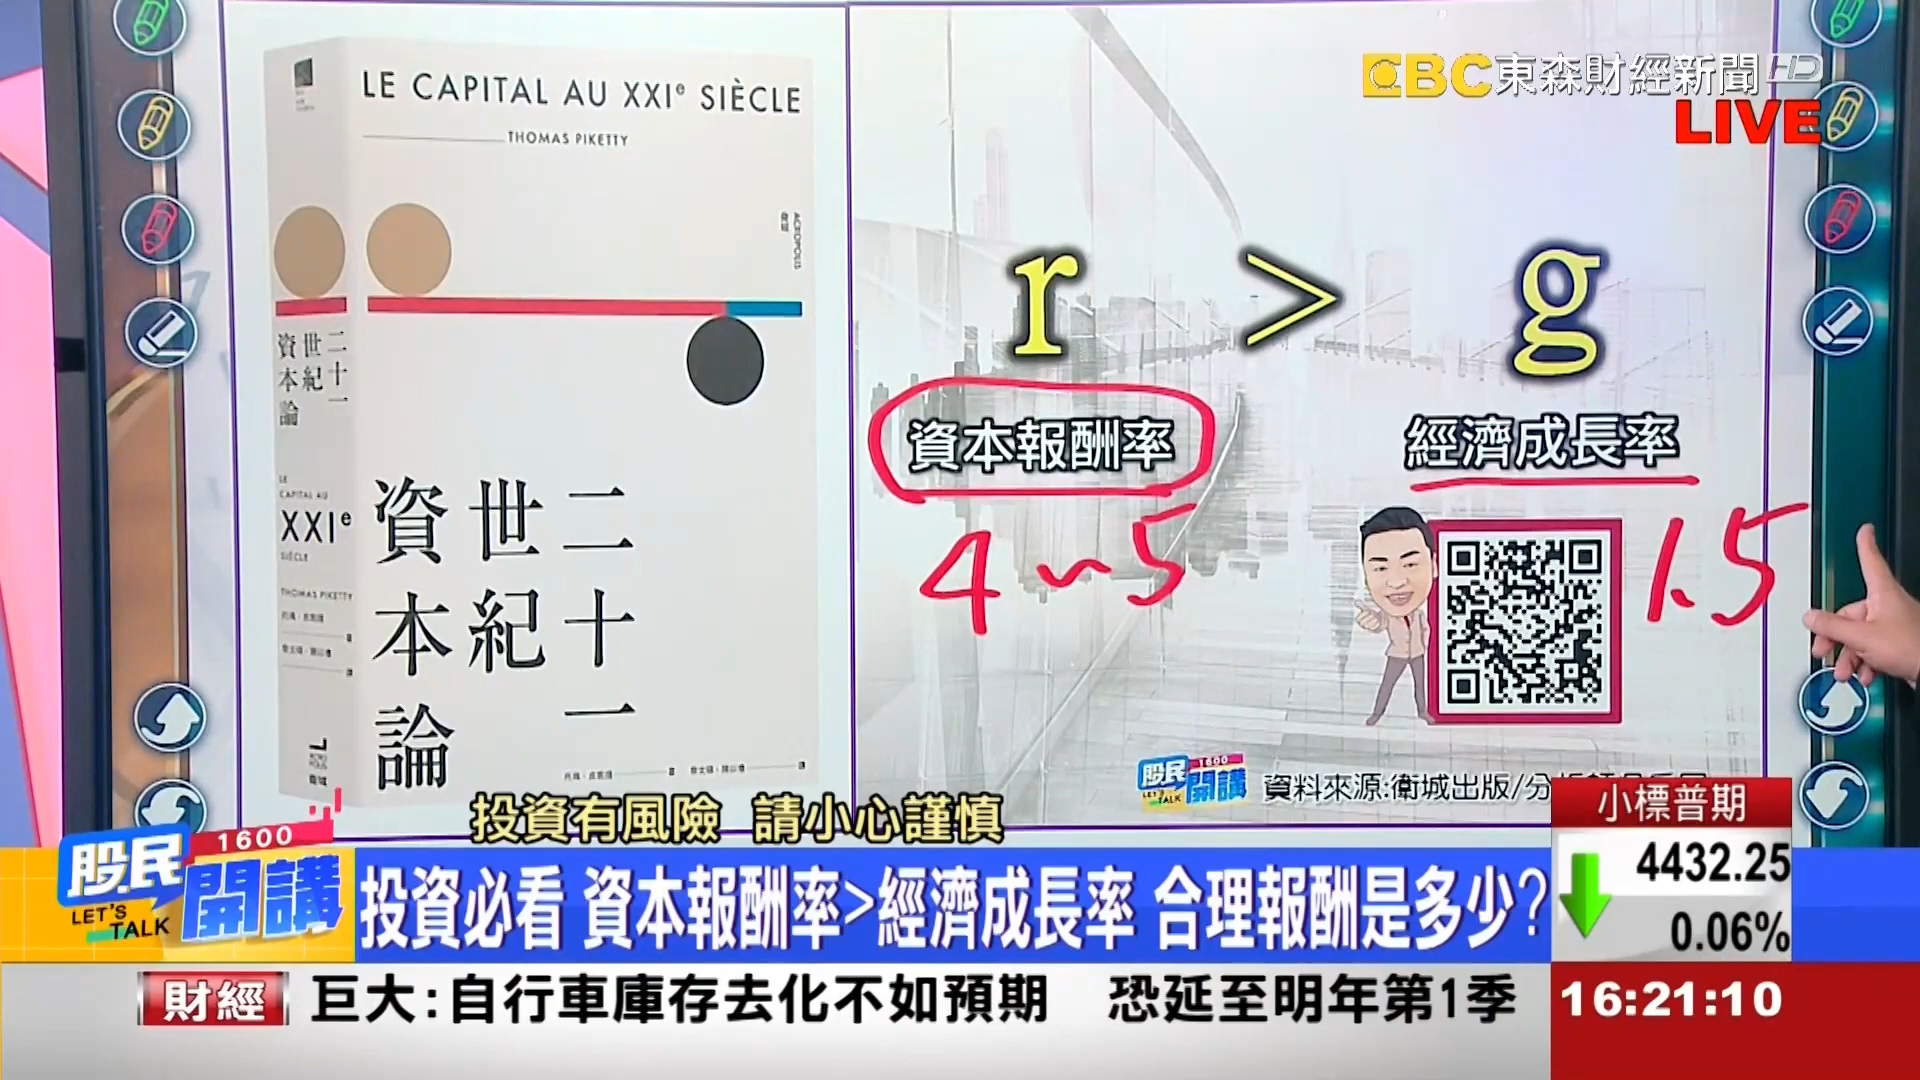 LE CAPITAL AU XXIᵉ SIÈCLE
THOMAS PIKETTY
ACROPOLIS
衛城
二十一
世紀
資本論
LE
CAPITAL AU
XXIᵉ
SIÈCLE
THOMAS PIKETTY
二十一
世紀
資本論
EBC東森財經新聞HD
LIVE
r > g
資本報酬率
經濟成長率
4~5
1.5
股民開講
1600
LET'S TALK
資料來源:衛城出版/分
投資有風險 請小心謹慎
小標普期
4432.25
0.06%
股民開講
1600
LET'S TALK
投資必看 資本報酬率>經濟成長率 合理報酬是多少?
財經
巨大:自行車庫存去化不如預期 恐延至明年第1季
16:21:10